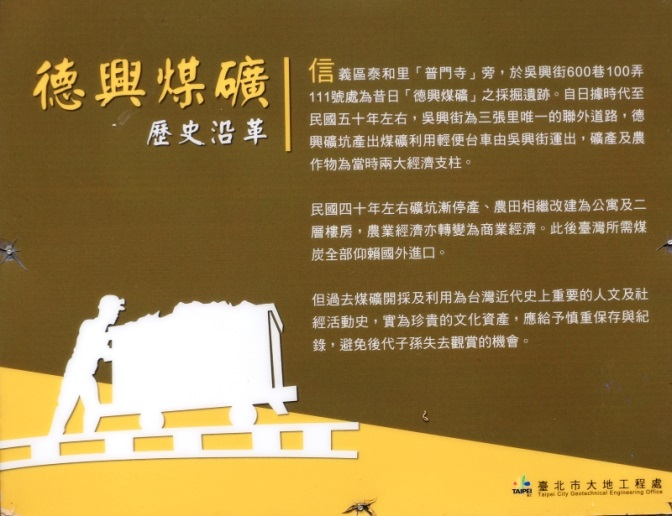 德興煤礦
歷史沿革
信義區泰和里「普門寺」旁，於吳興街600巷100弄
111號處為昔日「德興煤礦」之採掘遺跡。自日據時代至
民國五十年左右，吳興街為三張里唯一的聯外道路，德
興礦坑產出煤礦利用輕便台車由吳興街運出，礦產及農
作物為當時兩大經濟支柱。
民國四十年左右礦坑漸停產、農田相繼改建為公寓及二
層樓房，農業經濟亦轉變為商業經濟。此後臺灣所需煤
炭全部仰賴國外進口。
但過去煤礦開採及利用為台灣近代史上重要的人文及社
經活動史，實為珍貴的文化資產，應給予慎重保存與紀
錄，避免後代子孫失去觀賞的機會。
TAIPEI
臺北市大地工程處
Taipei City Geotechnical Engineering Office